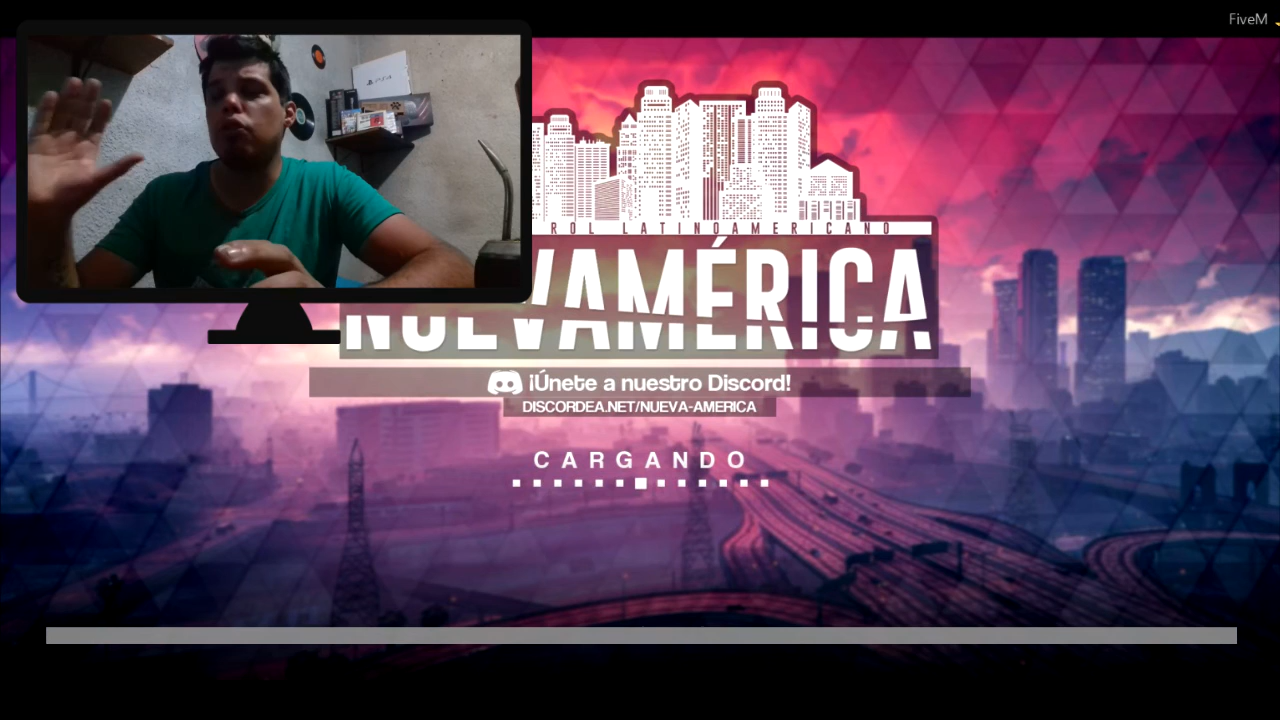 FiveM
ROL LATINOAMERICANO
NUEVAMÉRICA
¡Únete a nuestro Discord!
DISCORDEA.NET/NUEVA-AMERICA
CARGANDO